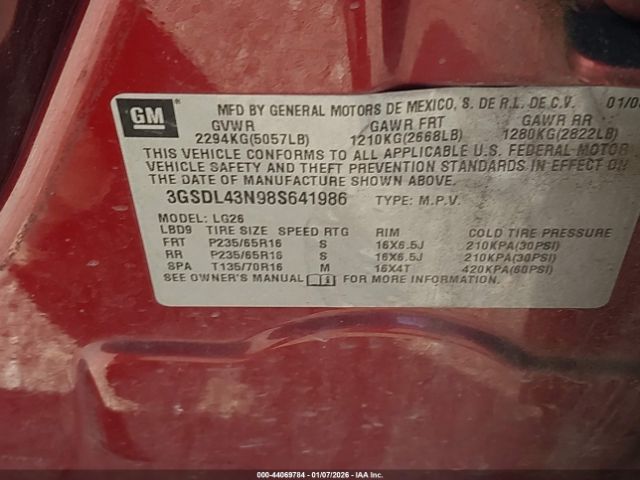 GM
MFD BY GENERAL MOTORS DE MEXICO, S. DE R.L. DE C.V. 01/0
GVWR GAWR FRT GAWR RR
2294KG(5057LB) 1210KG(2668LB) 1280KG(2822LB)
THIS VEHICLE CONFORMS TO ALL APPLICABLE U.S. FEDERAL MOTOR
VEHICLE SAFETY AND THEFT PREVENTION STANDARDS IN EFFECT ON
THE DATE OF MANUFACTURE SHOWN ABOVE.
3GSDL43N98S641986 TYPE: M.P.V.
MODEL: LG26
LBD9 TIRE SIZE SPEED RTG RIM COLD TIRE PRESSURE
FRT P235/65R16 S 16X6.5J 210KPA(30PSI)
RR P235/65R16 S 16X6.5J 210KPA(30PSI)
SPA T135/70R16 M 16X4T 420KPA(60PSI)
SEE OWNER'S MANUAL FOR MORE INFORMATION.
000-44069784 - 01/07/2026 - IAA Inc.